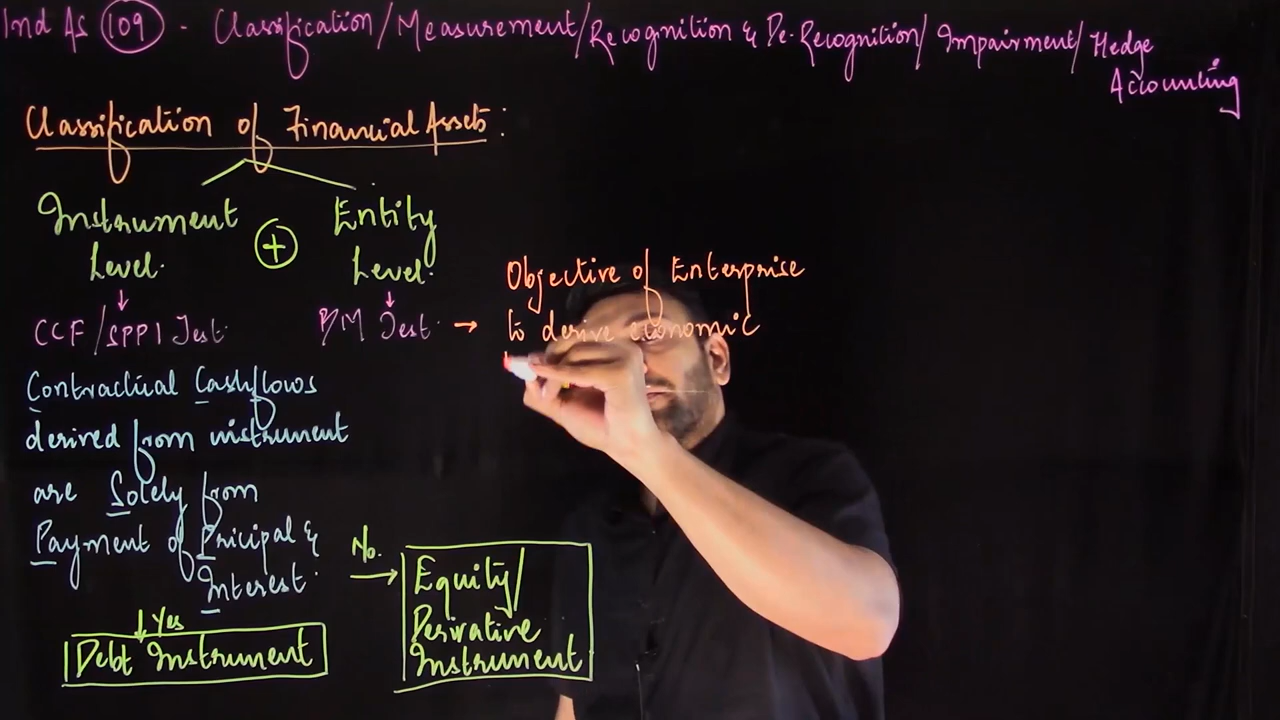 Ind As 109 - Classification/Measurement/Recognition & De-Recognition/Impairment/Hedge
Accounting
Classification of Financial Assets:
Instrument
Level.
+
Entity
Level.
CCF/SPPI Test.
B/M Test. →
Objective of Enterprise
to derive economic
Contractual Cashflows
derived from instrument
are Solely from
Payment of Pricipal &
Interest.
↓ Yes
Debt Instrument
No.
Equity/
Derivative
Instrument